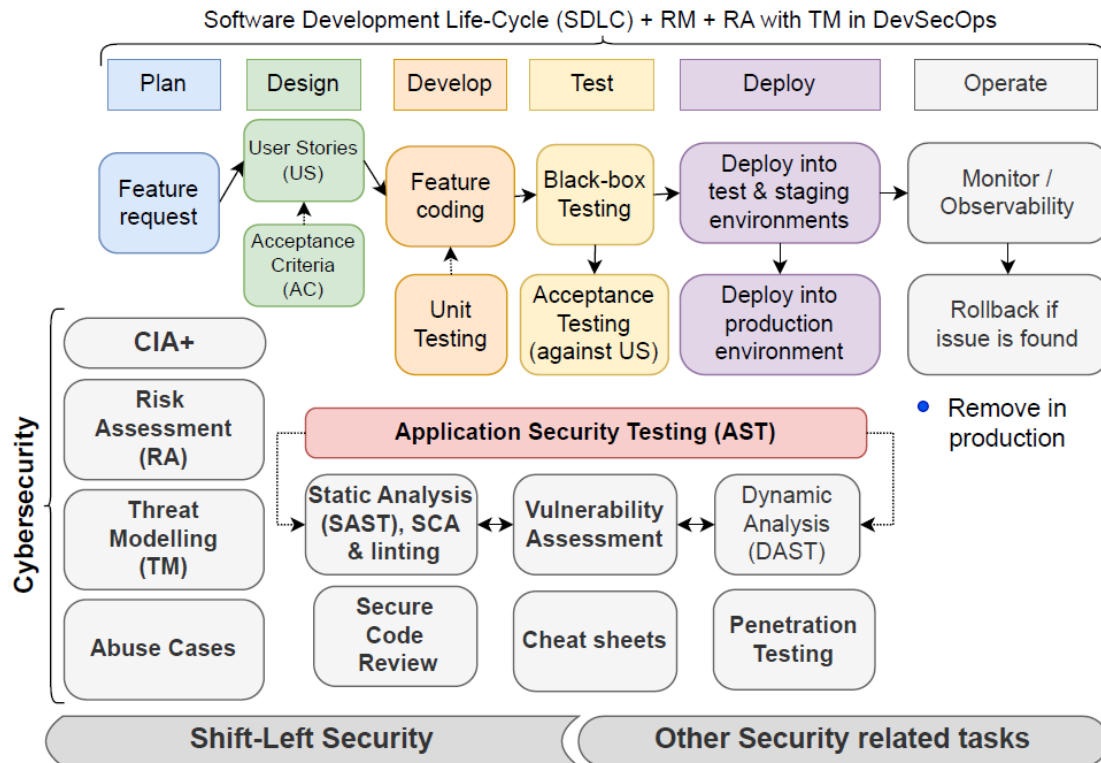 Software Development Life-Cycle (SDLC) + RM + RA with TM in DevSecOps
Plan
Design
Develop
Test
Deploy
Operate
Feature
request
User Stories
(US)
Acceptance
Criteria
(AC)
Feature
coding
Unit
Testing
Black-box
Testing
Acceptance
Testing
(against US)
Deploy into
test & staging
environments
Deploy into
production
environment
Monitor /
Observability
Rollback if
issue is found
• Remove in
production
Cybersecurity
CIA+
Risk
Assessment
(RA)
Threat
Modelling
(TM)
Abuse Cases
Application Security Testing (AST)
Static Analysis
(SAST), SCA
& linting
Vulnerability
Assessment
Dynamic
Analysis
(DAST)
Secure
Code
Review
Cheat sheets
Penetration
Testing
Shift-Left Security
Other Security related tasks